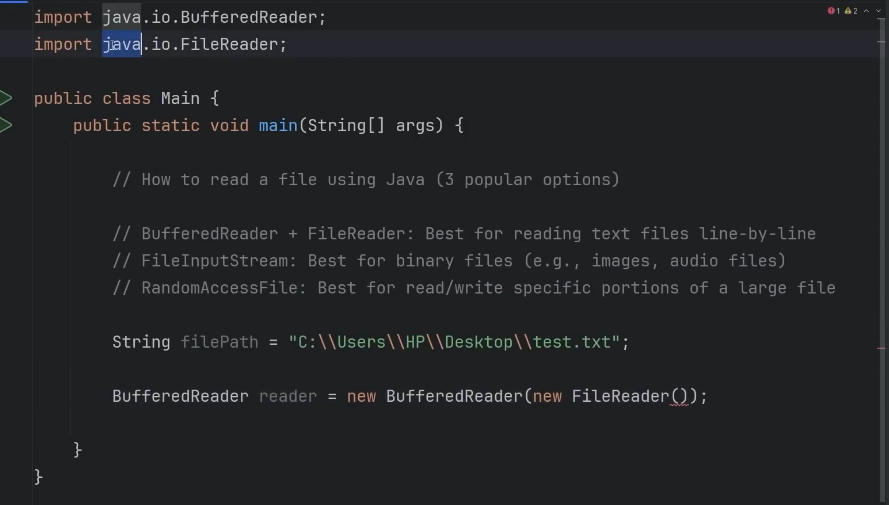 import java.io.BufferedReader;
import java.io.FileReader;
public class Main {
public static void main(String[] args) {
// How to read a file using Java (3 popular options)
// BufferedReader + FileReader: Best for reading text files line-by-line
// FileInputStream: Best for binary files (e.g., images, audio files)
// RandomAccessFile: Best for read/write specific portions of a large file
String filePath = "C:\\Users\\HP\\Desktop\\test.txt";
BufferedReader reader = new BufferedReader(new FileReader());
}
}
1 2